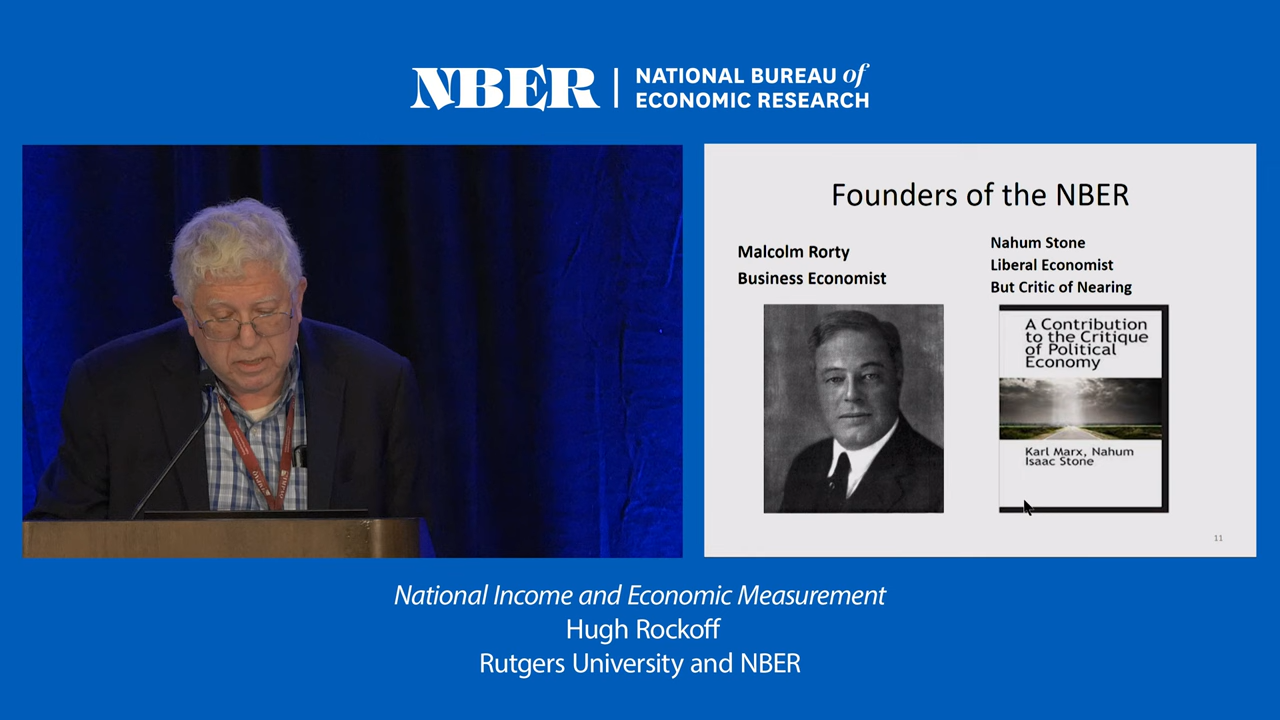 NBER | NATIONAL BUREAU of
ECONOMIC RESEARCH
Founders of the NBER
Malcolm Rorty
Business Economist
Nahum Stone
Liberal Economist
But Critic of Nearing
A Contribution
to the Critique
of Political
Economy
Karl Marx, Nahum
Isaac Stone
11
National Income and Economic Measurement
Hugh Rockoff
Rutgers University and NBER